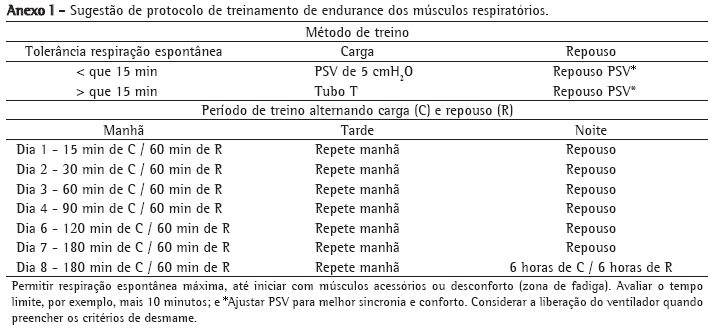 Anexo 1 – Sugestão de protocolo de treinamento de endurance dos músculos respiratórios.
Método de treino
Tolerância respiração espontânea Carga Repouso
< que 15 min PSV de 5 cmH2O Repouso PSV*
> que 15 min Tubo T Repouso PSV*
Período de treino alternando carga (C) e repouso (R)
Manhã Tarde Noite
Dia 1 - 15 min de C / 60 min de R Repete manhã Repouso
Dia 2 - 30 min de C / 60 min de R Repete manhã Repouso
Dia 3 - 60 min de C / 60 min de R Repete manhã Repouso
Dia 4 - 90 min de C / 60 min de R Repete manhã Repouso
Dia 6 - 120 min de C / 60 min de R Repete manhã Repouso
Dia 7 - 180 min de C / 60 min de R Repete manhã Repouso
Dia 8 - 180 min de C / 60 min de R Repete manhã 6 horas de C / 6 horas de R
Permitir respiração espontânea máxima, até iniciar com músculos acessórios ou desconforto (zona de fadiga). Avaliar o tempo
limite, por exemplo, mais 10 minutos; e *Ajustar PSV para melhor sincronia e conforto. Considerar a liberação do ventilador quando
preencher os critérios de desmame.